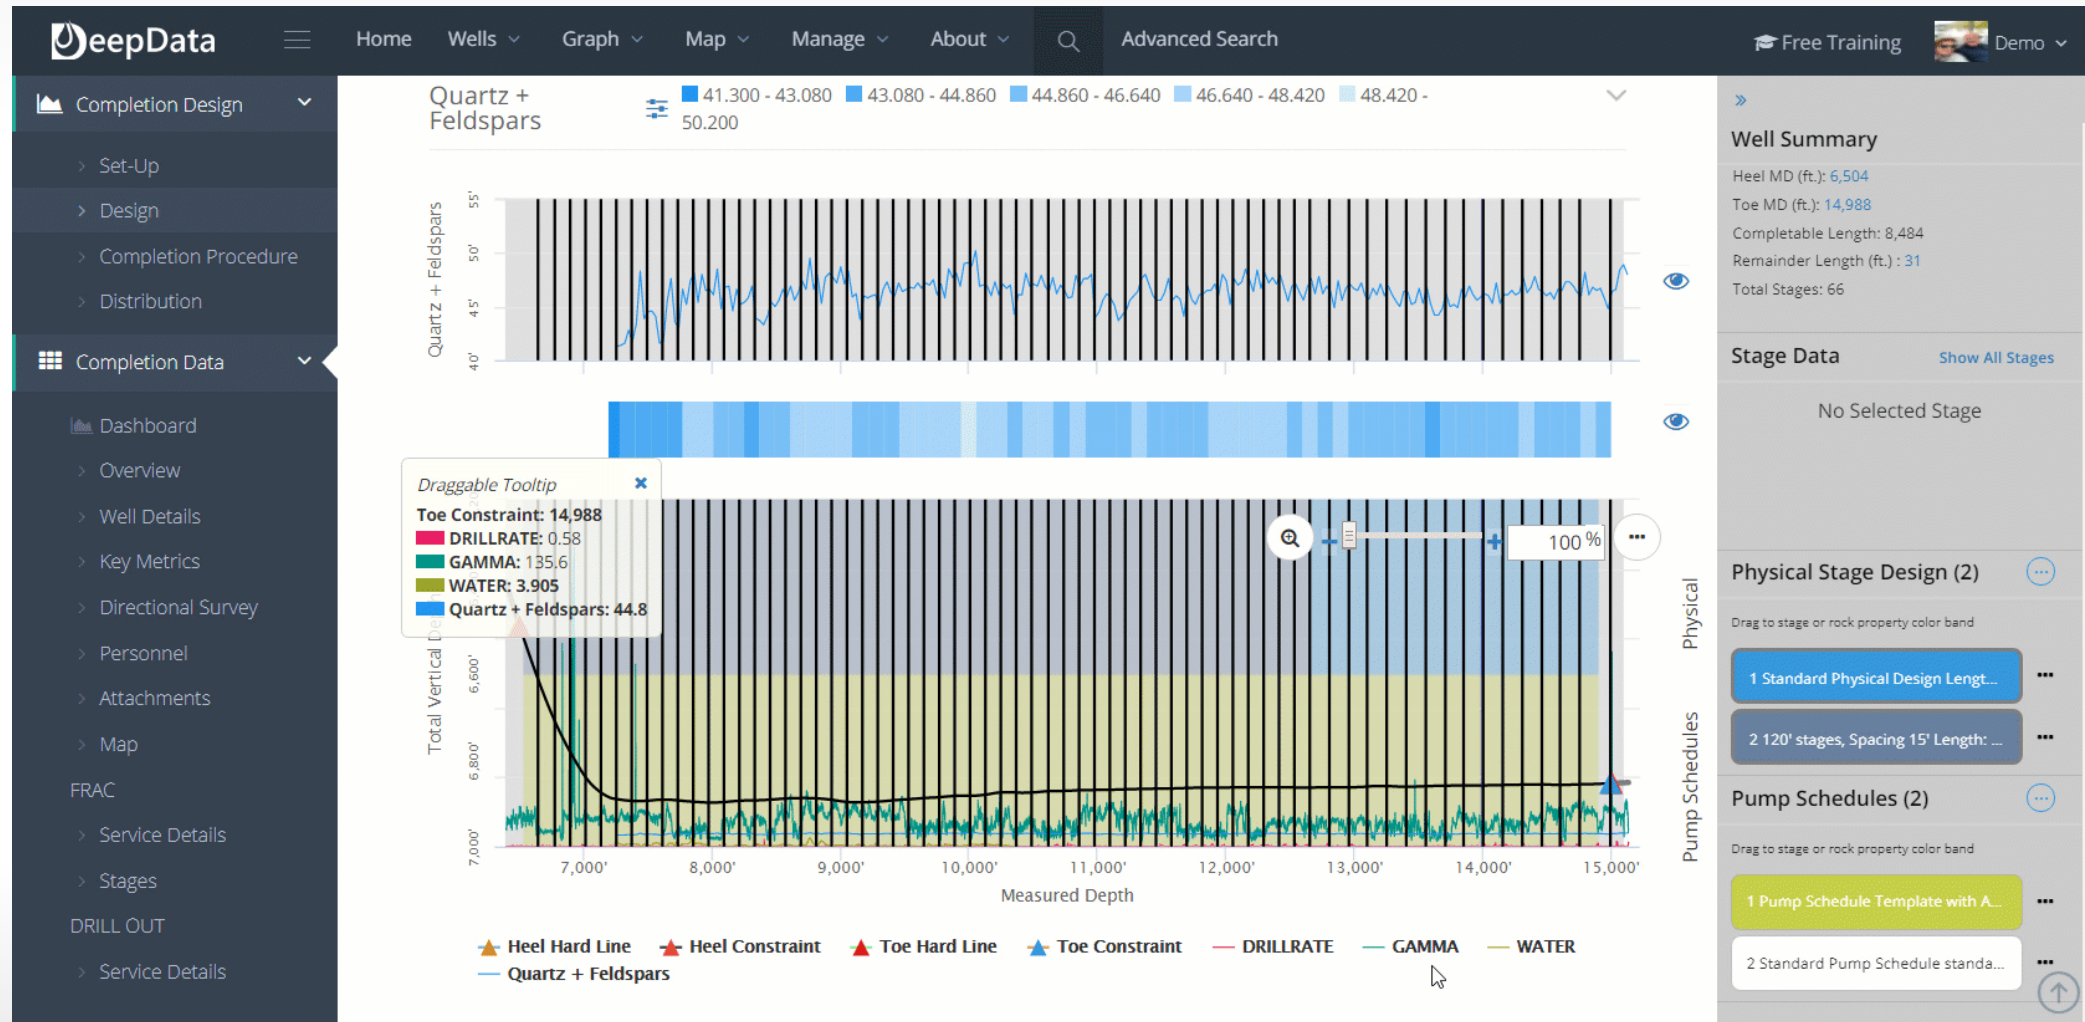 DeepData
Home
Wells
Graph
Map
Manage
About
Advanced Search
Free Training
Demo
Completion Design
Set-Up
Design
Completion Procedure
Distribution
Completion Data
Dashboard
Overview
Well Details
Key Metrics
Directional Survey
Personnel
Attachments
Map
FRAC
Service Details
Stages
DRILL OUT
Service Details
Quartz +
Feldspars
41.300 - 43.080 43.080 - 44.860 44.860 - 46.640 46.640 - 48.420 48.420 -
50.200
Quartz + Feldspars
55'
50'
45'
40'
Draggable Tooltip
Toe Constraint: 14,988
DRILLRATE: 0.58
GAMMA: 135.6
WATER: 3.905
Quartz + Feldspars: 44.8
100 %
Total Vertical
6,600'
6,800'
7,000'
Physical
Pump Schedules
7,000' 8,000' 9,000' 10,000' 11,000' 12,000' 13,000' 14,000' 15,000'
Measured Depth
Heel Hard Line Heel Constraint Toe Hard Line Toe Constraint DRILLRATE GAMMA WATER
Quartz + Feldspars
Well Summary
Heel MD (ft.): 6,504
Toe MD (ft.): 14,988
Completable Length: 8,484
Remainder Length (ft.) : 31
Total Stages: 66
Stage Data
Show All Stages
No Selected Stage
Physical Stage Design (2)
Drag to stage or rock property color band
1 Standard Physical Design Lengt...
2 120' stages, Spacing 15' Length: ...
Pump Schedules (2)
Drag to stage or rock property color band
1 Pump Schedule Template with A...
2 Standard Pump Schedule standa...